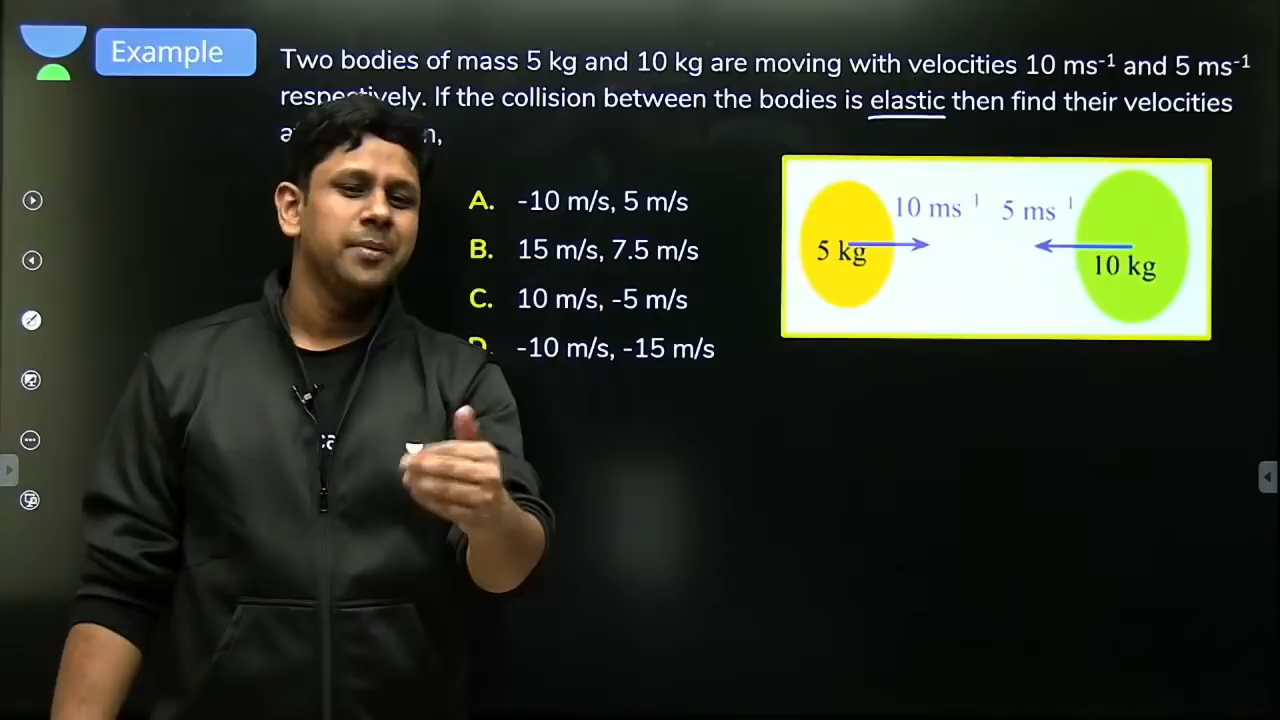 Example
Two bodies of mass 5 kg and 10 kg are moving with velocities 10 ms-1 and 5 ms-1
respectively. If the collision between the bodies is elastic then find their velocities
A. -10 m/s, 5 m/s
B. 15 m/s, 7.5 m/s
C. 10 m/s, -5 m/s
-10 m/s, -15 m/s
10 ms 1 5 ms 1
5 kg
10 kg